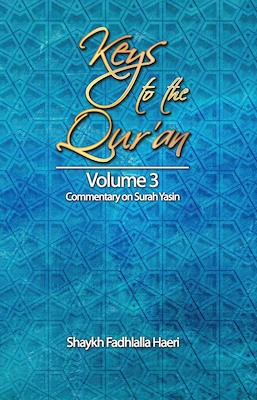 Keys
to the
Qur'an
Volume 3
Commentary on Surah Yasin
Shaykh Fadhlalla Haeri